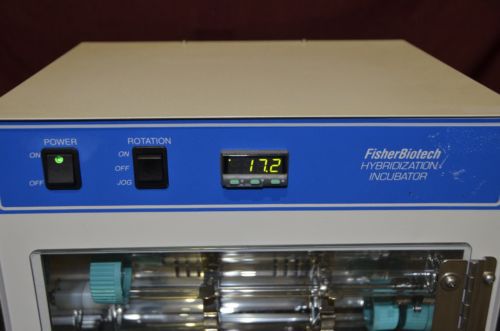 POWER
ON
OFF
ROTATION
ON
OFF
JOG
17.2
FisherBiotech
HYBRIDIZATION
INCUBATOR